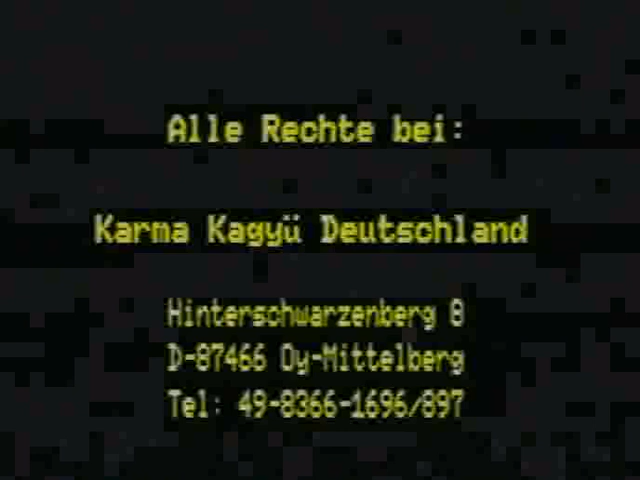 Alle Rechte bei:
Karma Kagyü Deutschland
Hinterschwarzenberg 8
D-87466 Oy-Mittelberg
Tel: 49-8366-1696/897